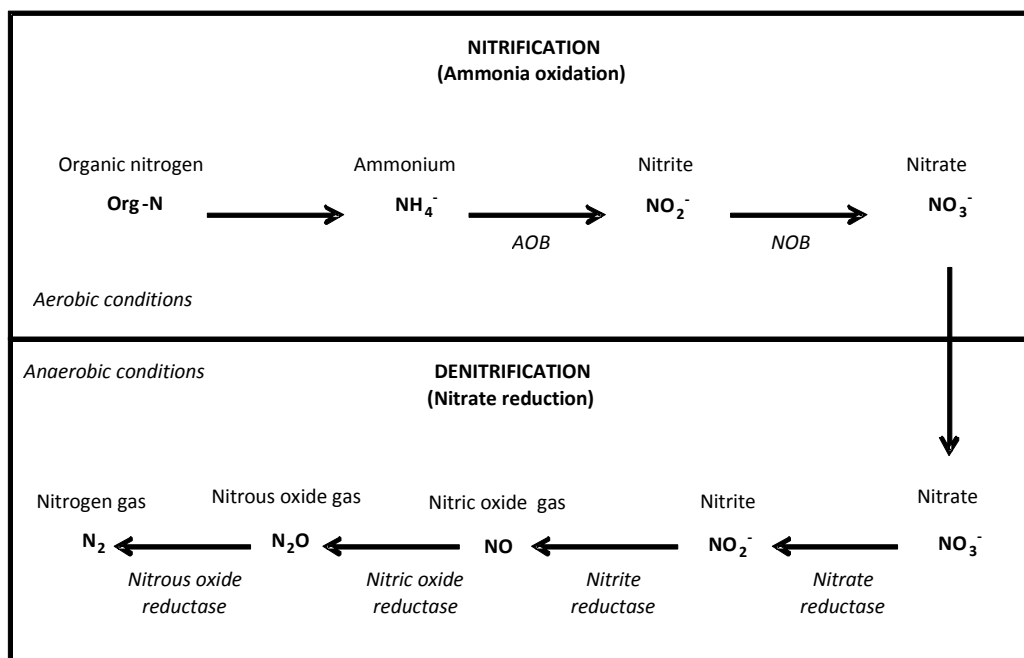 NITRIFICATION
(Ammonia oxidation)
Organic nitrogen
Ammonium
Nitrite
Nitrate
Org-N
NH₄⁻
NO₂⁻
NO₃⁻
AOB
NOB
Aerobic conditions
Anaerobic conditions
DENITRIFICATION
(Nitrate reduction)
Nitrogen gas
Nitrous oxide gas
Nitric oxide gas
Nitrite
Nitrate
N₂
N₂O
NO
NO₂⁻
NO₃⁻
Nitrous oxide
reductase
Nitric oxide
reductase
Nitrite
reductase
Nitrate
reductase